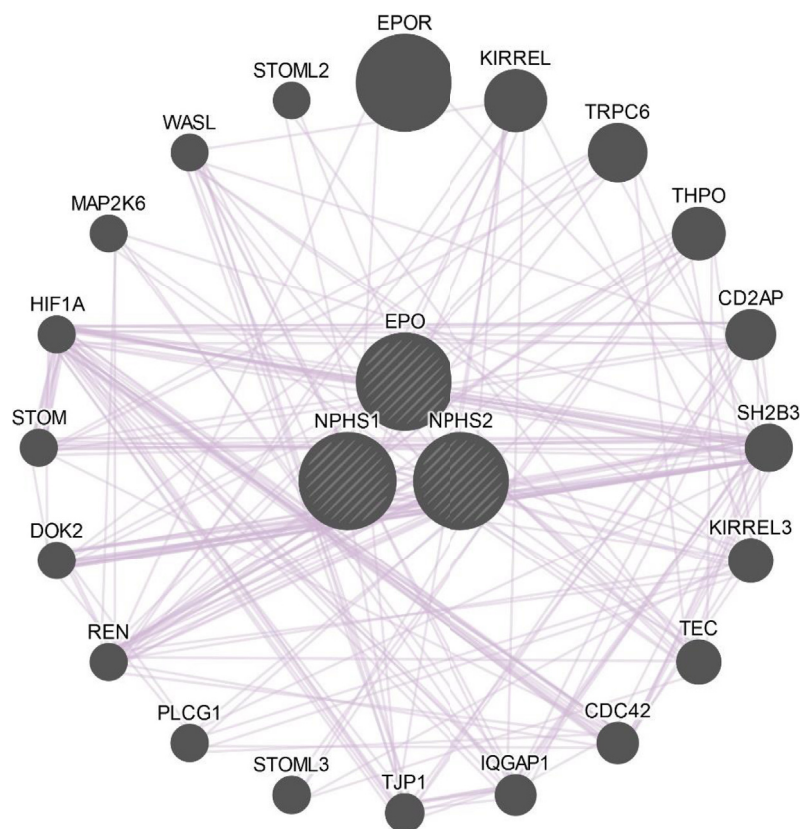 EPOR
KIRREL
STOML2
TRPC6
WASL
THPO
MAP2K6
CD2AP
HIF1A
EPO
SH2B3
STOM
NPHS1
NPHS2
KIRREL3
DOK2
TEC
REN
CDC42
PLCG1
IQGAP1
STOML3
TJP1